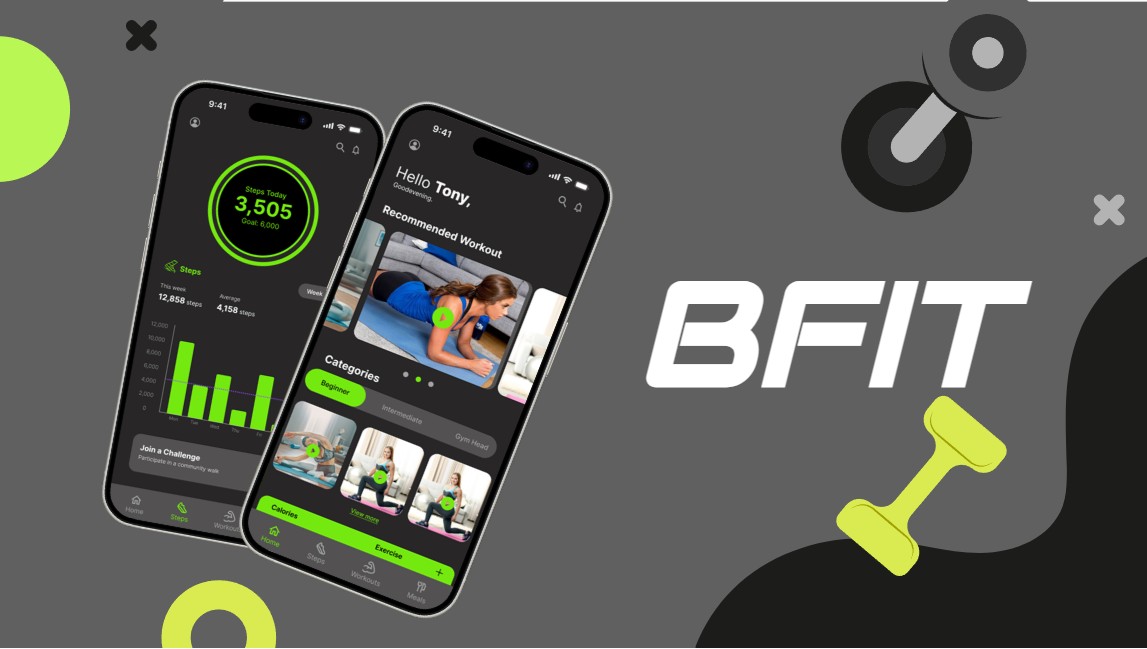 9:41
Steps Today
3,505
Goal: 6,000
Steps
This week
12,858 steps
Average
4,158 steps
Week
12,000
10,000
8,000
6,000
4,000
2,000
0
Mon Tue Wed Thu Fri
Join a Challenge
Participate in a community walk
Home Steps Workou
9:41
Hello Tony,
Goodevening.
Recommended Workout
Categories
Beginner Intermediate Gym Head
View more
Calories Exercise
+
Home Steps Workouts Meals
BFIT